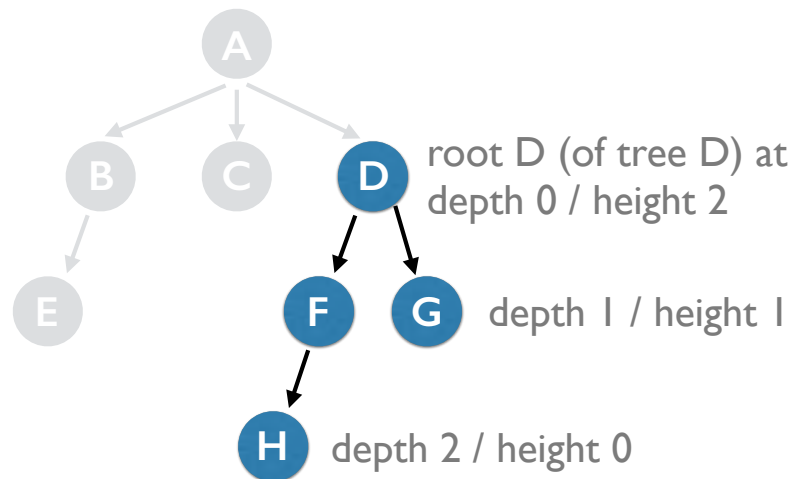 A
B C D
root D (of tree D) at
depth 0 / height 2
E F G depth 1 / height 1
H depth 2 / height 0